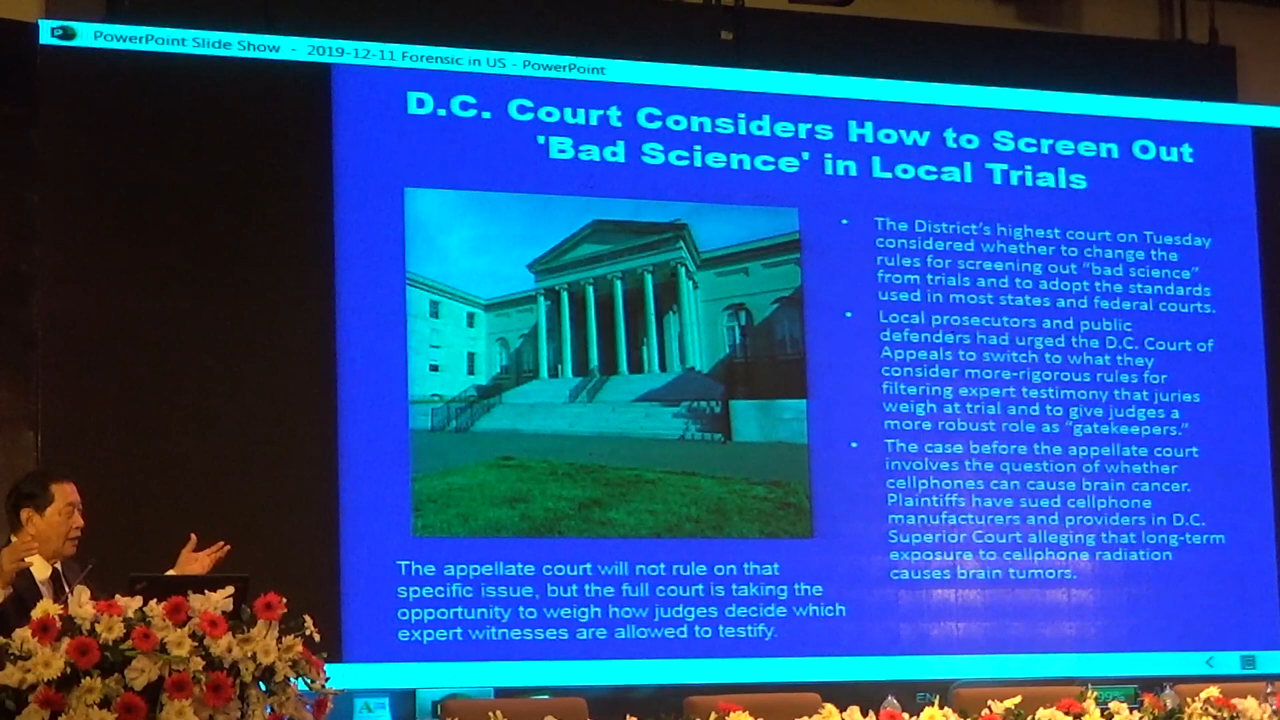 PowerPoint Slide Show - 2019-12-11 Forensic in US - PowerPoint
D.C. Court Considers How to Screen Out
'Bad Science' in Local Trials
• The District's highest court on Tuesday
considered whether to change the
rules for screening out "bad science"
from trials and to adopt the standards
used in most states and federal courts.
• Local prosecutors and public
defenders had urged the D.C. Court of
Appeals to switch to what they
consider more-rigorous rules for
filtering expert testimony that juries
weigh at trial and to give judges a
more robust role as "gatekeepers."
• The case before the appellate court
involves the question of whether
cellphones can cause brain cancer.
Plaintiffs have sued cellphone
manufacturers and providers in D.C.
Superior Court alleging that long-term
exposure to cellphone radiation
causes brain tumors.
The appellate court will not rule on that
specific issue, but the full court is taking the
opportunity to weigh how judges decide which
expert witnesses are allowed to testify.
EN
99%